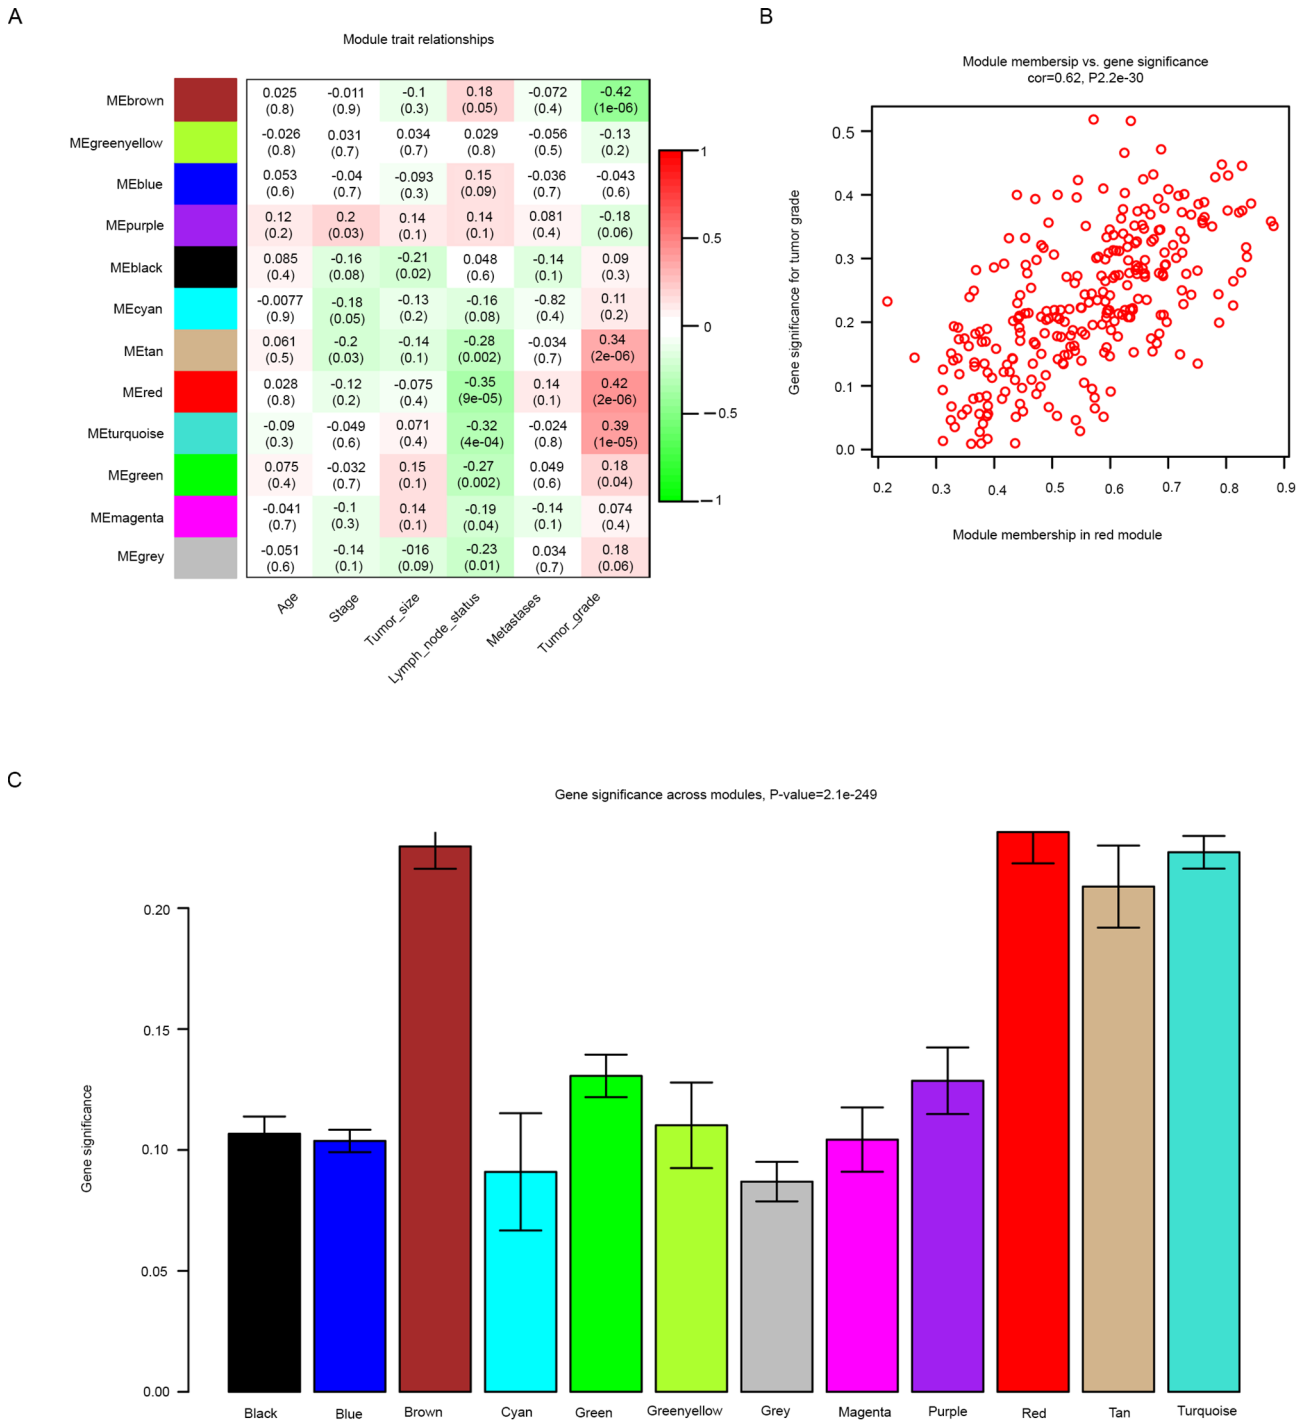 A
Module trait relationships
MEbrown
0.025 -0.011 -0.1 0.18 -0.072 -0.42
(0.8) (0.9) (0.3) (0.05) (0.4) (1e-06)
MEgreenyellow
-0.026 0.031 0.034 0.029 -0.056 -0.13
(0.8) (0.7) (0.7) (0.8) (0.5) (0.2)
MEblue
0.053 -0.04 -0.093 0.15 -0.036 -0.043
(0.6) (0.7) (0.3) (0.09) (0.7) (0.6)
MEpurple
0.12 0.2 0.14 0.14 0.081 -0.18
(0.2) (0.03) (0.1) (0.1) (0.4) (0.06)
MEblack
0.085 -0.16 -0.21 0.048 -0.14 0.09
(0.4) (0.08) (0.02) (0.6) (0.1) (0.3)
MEcyan
-0.0077 -0.18 -0.13 -0.16 -0.82 0.11
(0.9) (0.05) (0.2) (0.08) (0.4) (0.2)
MEtan
0.061 -0.2 -0.14 -0.28 -0.034 0.34
(0.5) (0.03) (0.1) (0.002) (0.7) (2e-06)
MEred
0.028 -0.12 -0.075 -0.35 0.14 0.42
(0.8) (0.2) (0.4) (9e-05) (0.1) (2e-06)
MEturquoise
-0.09 -0.049 0.071 -0.32 -0.024 0.39
(0.3) (0.6) (0.4) (4e-04) (0.8) (1e-05)
MEgreen
0.075 -0.032 0.15 -0.27 0.049 0.18
(0.4) (0.7) (0.1) (0.002) (0.6) (0.04)
MEmagenta
-0.041 -0.1 0.14 -0.19 -0.14 0.074
(0.7) (0.3) (0.1) (0.04) (0.1) (0.4)
MEgrey
-0.051 -0.14 -016 -0.23 0.034 0.18
(0.6) (0.1) (0.09) (0.01) (0.7) (0.06)
Age Stage Tumor_size Lymph_node_status Metastases Tumor_grade
1
0.5
0
−0.5
−1
B
Module membersip vs. gene significance
cor=0.62, P2.2e-30
Gene significance for tumor grade
0.5
0.4
0.3
0.2
0.1
0.0
0.2 0.3 0.4 0.5 0.6 0.7 0.8 0.9
Module membership in red module
C
Gene significance across modules, P-value=2.1e-249
Gene significance
0.20
0.15
0.10
0.05
0.00
Black Blue Brown Cyan Green Greenyellow Grey Magenta Purple Red Tan Turquoise